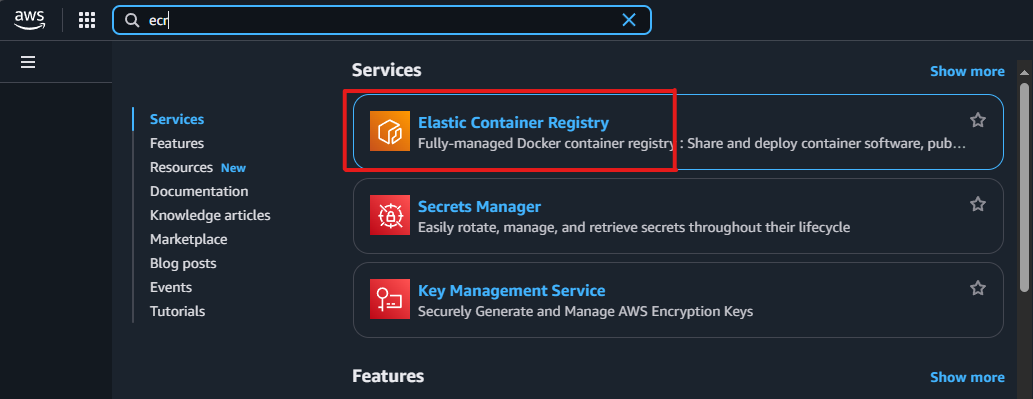 aws
ecr
Services
Features
Resources New
Documentation
Knowledge articles
Marketplace
Blog posts
Events
Tutorials
Services
Show more
Elastic Container Registry
Fully-managed Docker container registry : Share and deploy container software, pub...
Secrets Manager
Easily rotate, manage, and retrieve secrets throughout their lifecycle
Key Management Service
Securely Generate and Manage AWS Encryption Keys
Features
Show more